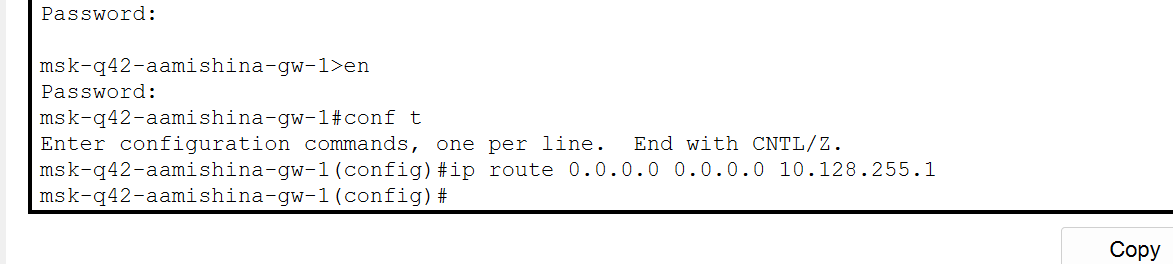 Password:
msk-q42-aamishina-gw-1>en
Password:
msk-q42-aamishina-gw-1#conf t
Enter configuration commands, one per line.  End with CNTL/Z.
msk-q42-aamishina-gw-1(config)#ip route 0.0.0.0 0.0.0.0 10.128.255.1
msk-q42-aamishina-gw-1(config)#
Copy